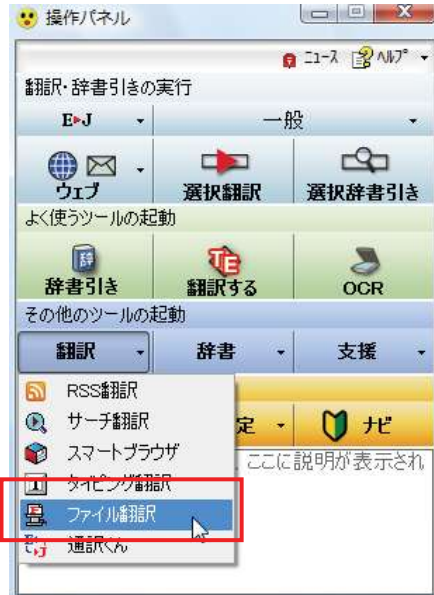 操作パネル
ニュース ヘルプ
翻訳・辞書引きの実行
E▶J 一般
ウェブ 選択翻訳 選択辞書引き
よく使うツールの起動
辞
TE
辞書引き 翻訳する OCR
その他のツールの起動
翻訳 辞書 支援
RSS翻訳
サーチ翻訳 定 ナビ
スマートブラウザ ここに説明が表示され
タイピング翻訳
ファイル翻訳
通訳くん